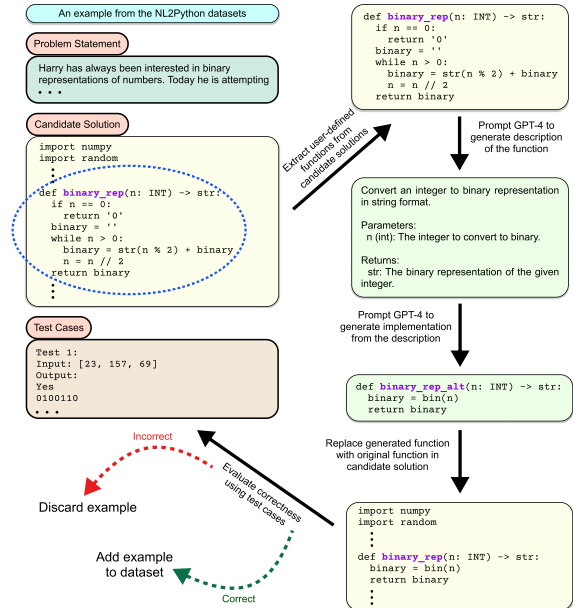 An example from the NL2Python datasets
Problem Statement
Harry has always been interested in binary
representations of numbers. Today he is attempting
• • •
Candidate Solution
import numpy
import random
def binary_rep(n: INT) -> str:
if n == 0:
return '0'
binary = ''
while n > 0:
binary = str(n % 2) + binary
n = n // 2
return binary
Test Cases
Test 1:
Input: [23, 157, 69]
Output:
Yes
0100110
• • •
Extract user-defined
functions from
candidate solutions
def binary_rep(n: INT) -> str:
if n == 0:
return '0'
binary = ''
while n > 0:
binary = str(n % 2) + binary
n = n // 2
return binary
Prompt GPT-4 to
generate description
of the function
Convert an integer to binary representation
in string format.
Parameters:
n (int): The integer to convert to binary.
Returns:
str: The binary representation of the given
integer.
Prompt GPT-4 to
generate implementation
from the description
def binary_rep_alt(n: INT) -> str:
binary = bin(n)
return binary
Replace generated function
with original function in
candidate solution
import numpy
import random
def binary_rep(n: INT) -> str:
binary = bin(n)
return binary
Evaluate correctness
using test cases
Incorrect
Discard example
Add example
to dataset
Correct